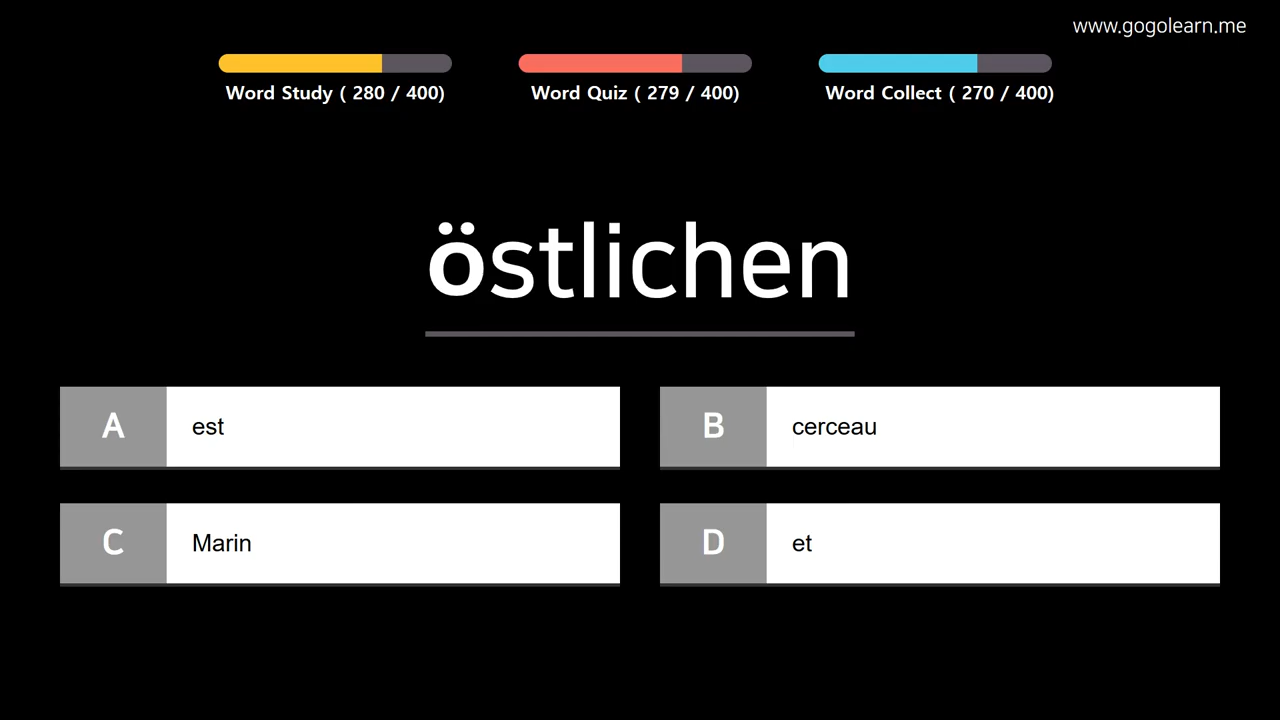 www.gogolearn.me
Word Study ( 280 / 400)
Word Quiz ( 279 / 400)
Word Collect ( 270 / 400)
östlichen
A est
B cerceau
C Marin
D et